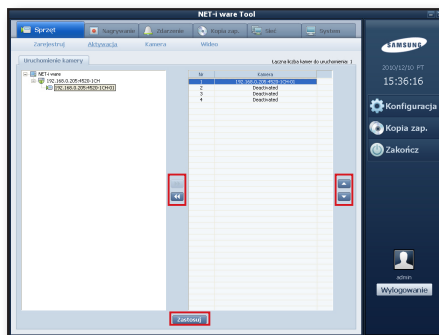 NET-i ware Tool
Sprzęt Nagrywanie Zdarzenie Kopia zap. Sieć System
Zarejestruj Aktywacja Kamera Wideo
Uruchomienie kamery
Łączna liczba kamer do uruchomienia: 1
NET-i ware
192.168.0.205:4520-1CH
192.168.0.205:4520-1CH-01
Nr Kamera
1 192.168.0.205:4520-1CH-01
2 Deactivated
3 Deactivated
4 Deactivated
Zastosuj
SAMSUNG
2010/12/10 PT
15:36:16
Konfiguracja
Kopia zap.
Zakończ
admin
Wylogowanie